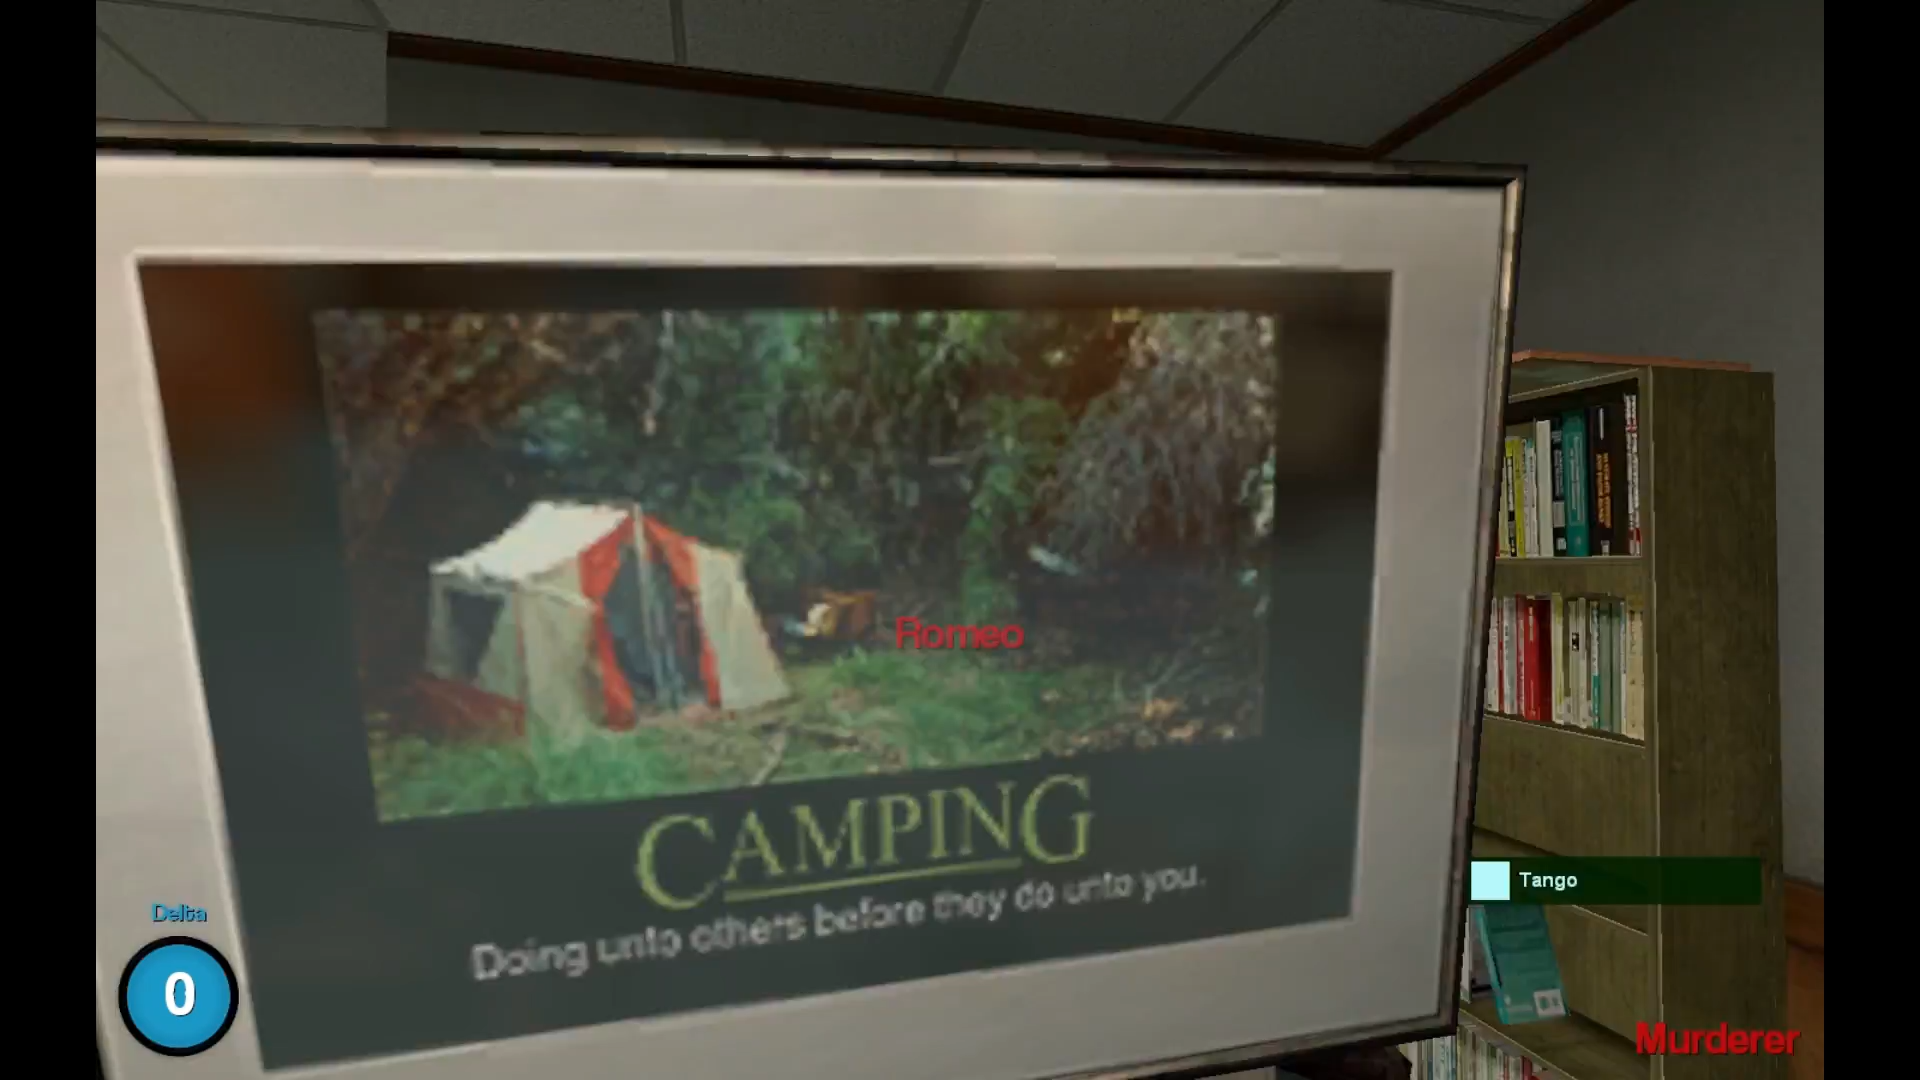 Romeo
CAMPING
Doing unto others before they do unto you.
Tango
Delta
0
Murderer